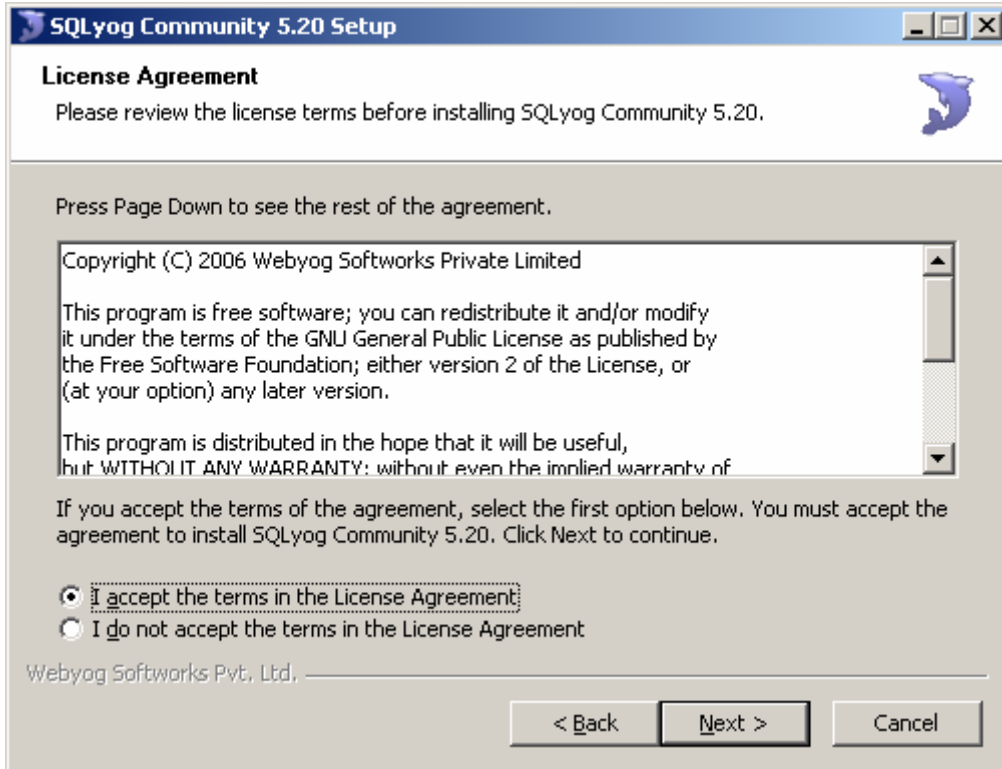 SQLyog Community 5.20 Setup
License Agreement
Please review the license terms before installing SQLyog Community 5.20.
Press Page Down to see the rest of the agreement.
Copyright (C) 2006 Webyog Softworks Private Limited
This program is free software; you can redistribute it and/or modify
it under the terms of the GNU General Public License as published by
the Free Software Foundation; either version 2 of the License, or
(at your option) any later version.
This program is distributed in the hope that it will be useful,
but WITHOUT ANY WARRANTY; without even the implied warranty of
If you accept the terms of the agreement, select the first option below. You must accept the
agreement to install SQLyog Community 5.20. Click Next to continue.
I accept the terms in the License Agreement
I do not accept the terms in the License Agreement
Webyog Softworks Pvt. Ltd.
< Back Next > Cancel